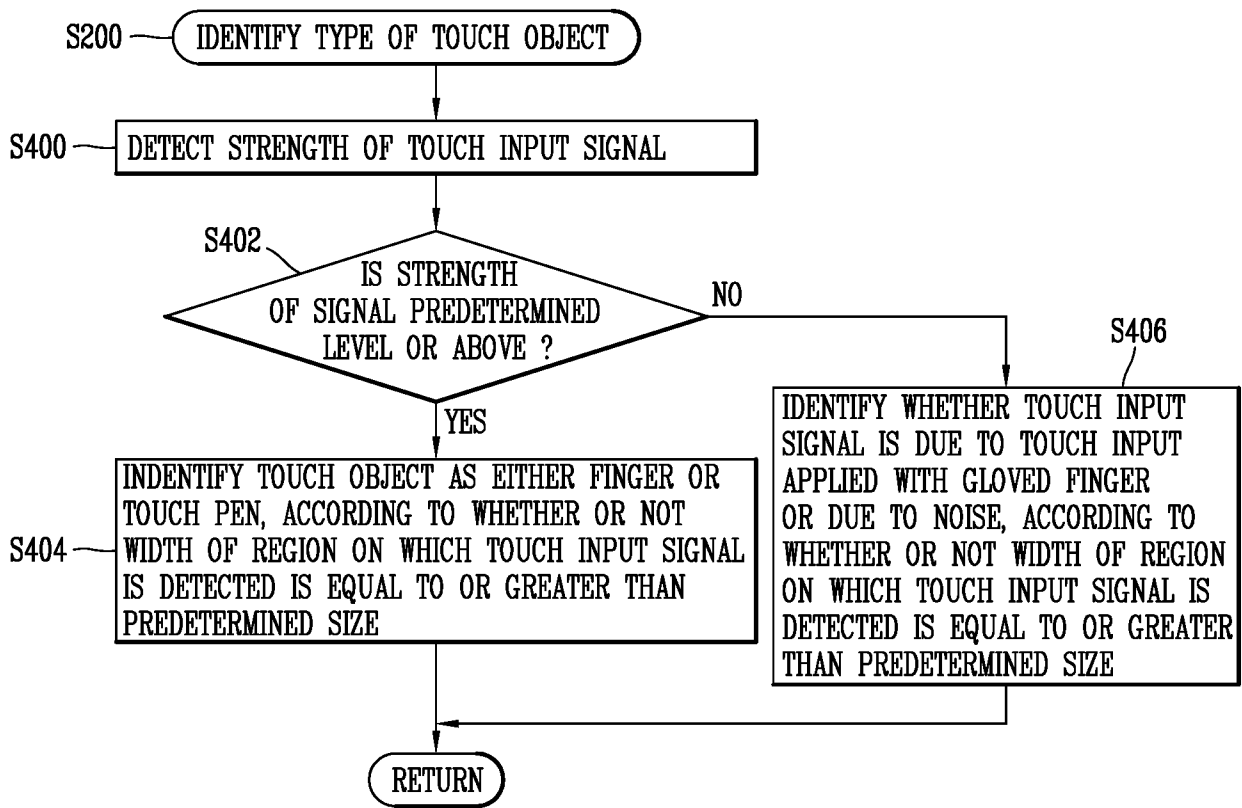 S200
IDENTIFY TYPE OF TOUCH OBJECT
S400
DETECT STRENGTH OF TOUCH INPUT SIGNAL
S402
IS STRENGTH
OF SIGNAL PREDETERMINED
LEVEL OR ABOVE ?
NO
YES
S404
INDENTIFY TOUCH OBJECT AS EITHER FINGER OR
TOUCH PEN, ACCORDING TO WHETHER OR NOT
WIDTH OF REGION ON WHICH TOUCH INPUT SIGNAL
IS DETECTED IS EQUAL TO OR GREATER THAN
PREDETERMINED SIZE
S406
IDENTIFY WHETHER TOUCH INPUT
SIGNAL IS DUE TO TOUCH INPUT
APPLIED WITH GLOVED FINGER
OR DUE TO NOISE, ACCORDING TO
WHETHER OR NOT WIDTH OF REGION
ON WHICH TOUCH INPUT SIGNAL IS
DETECTED IS EQUAL TO OR GREATER
THAN PREDETERMINED SIZE
RETURN